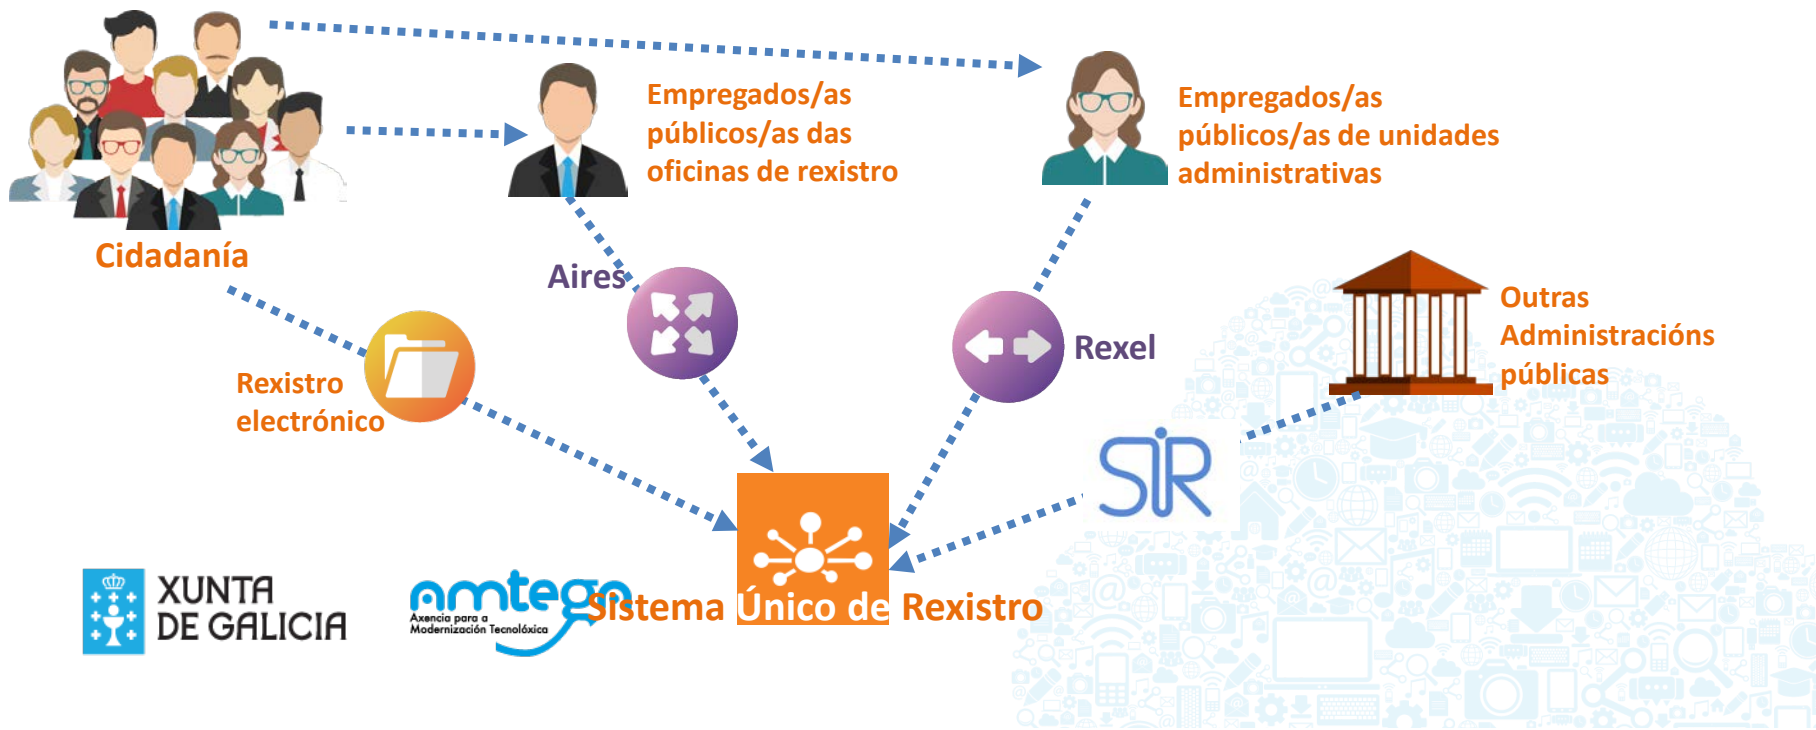 Empregados/as
públicos/as das
oficinas de rexistro
Empregados/as
públicos/as de unidades
administrativas
Cidadanía
Aires
Rexel
Outras
Administracións
públicas
Rexistro
electrónico
SIR
XUNTA
DE GALICIA
amtega
Axencia para a
Modernización Tecnolóxica
Sistema Único de Rexistro